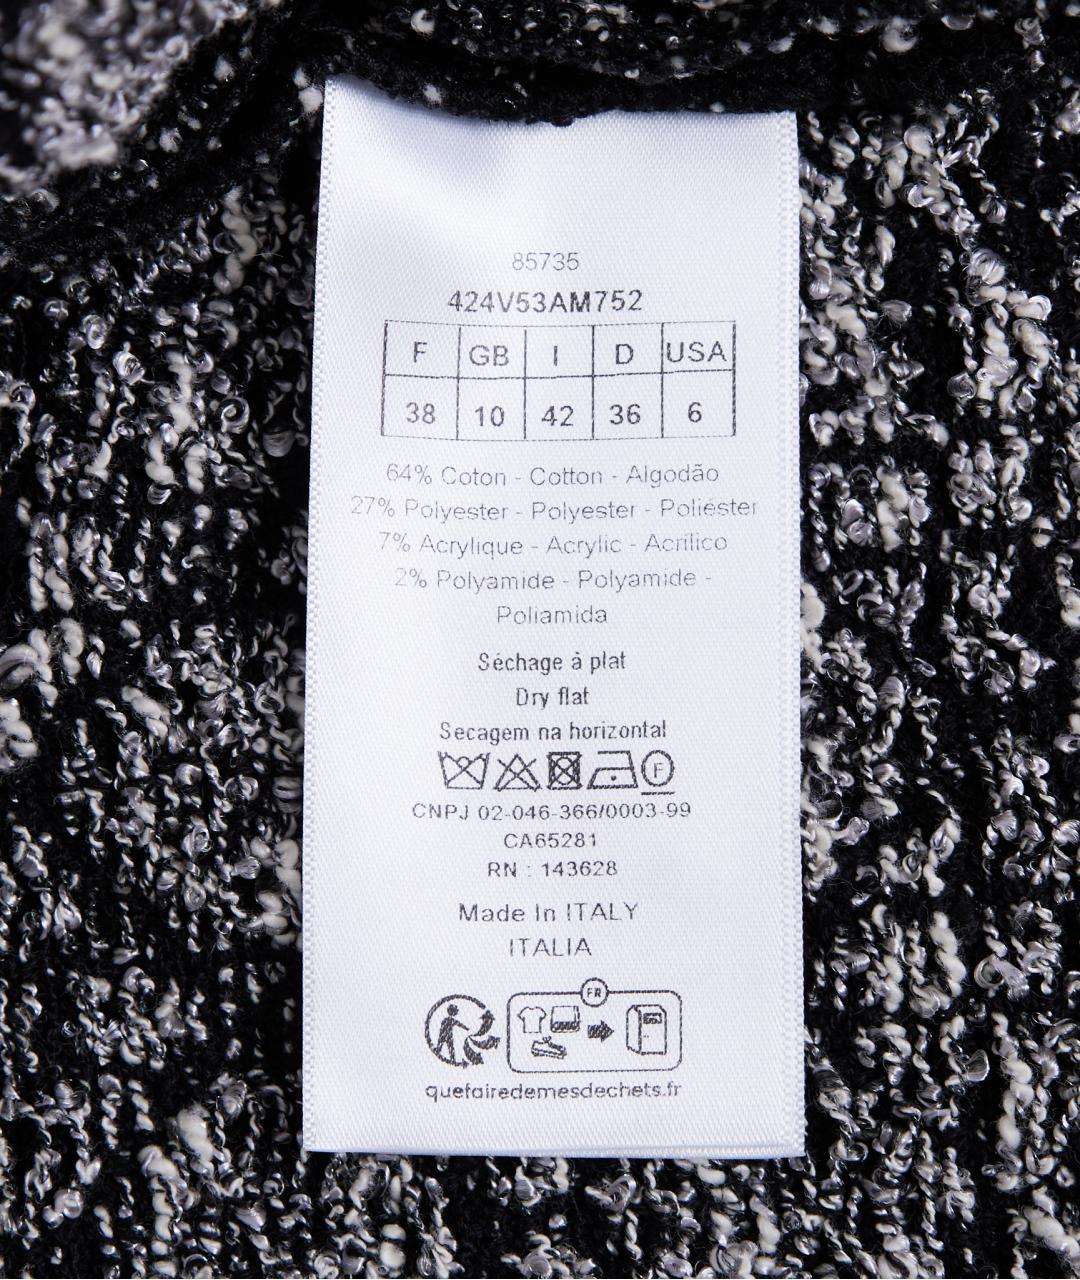 85735
424V53AM752
F GB I D USA
38 10 42 36 6
64% Coton - Cotton - Algodão
27% Polyester - Polyester - Poliéster
7% Acrylique - Acrylic - Acrílico
2% Polyamide - Polyamide -
Poliamida
Séchage à plat
Dry flat
Secagem na horizontal
F
CNPJ 02-046-366/0003-99
CA65281
RN : 143628
Made In ITALY
ITALIA
FR
quefairedemesdechets.fr